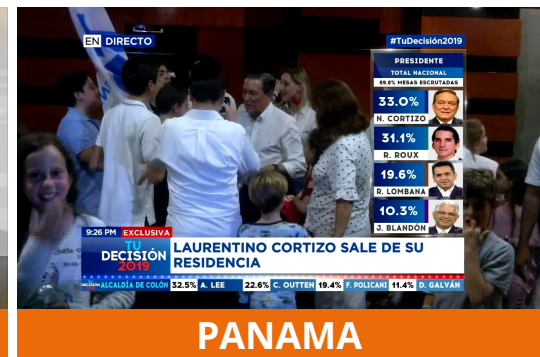 EN DIRECTO
#TuDecisión2019
PRESIDENTE
TOTAL NACIONAL
89.8% MESAS ESCRUTADAS
33.0%
N. CORTIZO
31.1%
R. ROUX
19.6%
R. LOMBANA
10.3%
J. BLANDÓN
9:26 PM EXCLUSIVA
TU
DECISIÓN
2019
LAURENTINO CORTIZO SALE DE SU
RESIDENCIA
DECISIÓN ALCALDÍA DE COLÓN 32.5% A. LEE 22.6% C. OUTTEN 19.4% F. POLICANI 11.4% D. GALVÁN
PANAMA